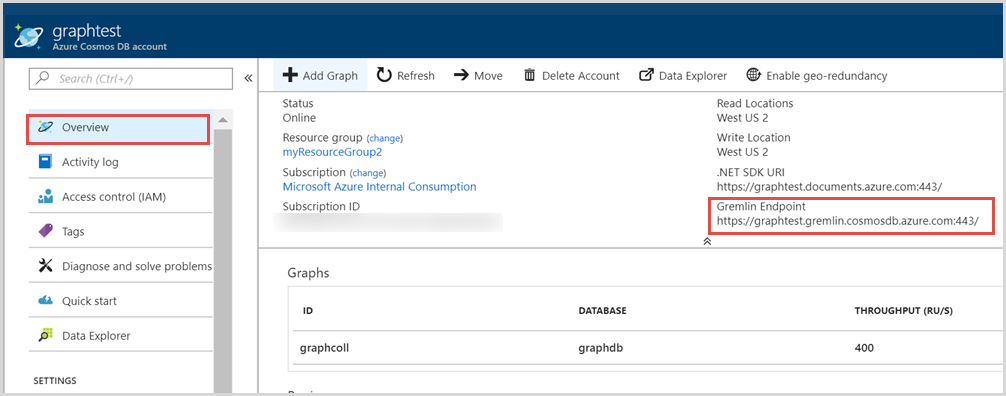 graphtest
Azure Cosmos DB account
Search (Ctrl+/)
Overview
Activity log
Access control (IAM)
Tags
Diagnose and solve problems
Quick start
Data Explorer
SETTINGS
Add Graph Refresh Move Delete Account Data Explorer Enable geo-redundancy
Status
Online
Resource group (change)
myResourceGroup2
Subscription (change)
Microsoft Azure Internal Consumption
Subscription ID
Read Locations
West US 2
Write Location
West US 2
.NET SDK URI
https://graphtest.documents.azure.com:443/
Gremlin Endpoint
https://graphtest.gremlin.cosmosdb.azure.com:443/
Graphs
ID DATABASE THROUGHPUT (RU/S)
graphcoll graphdb 400